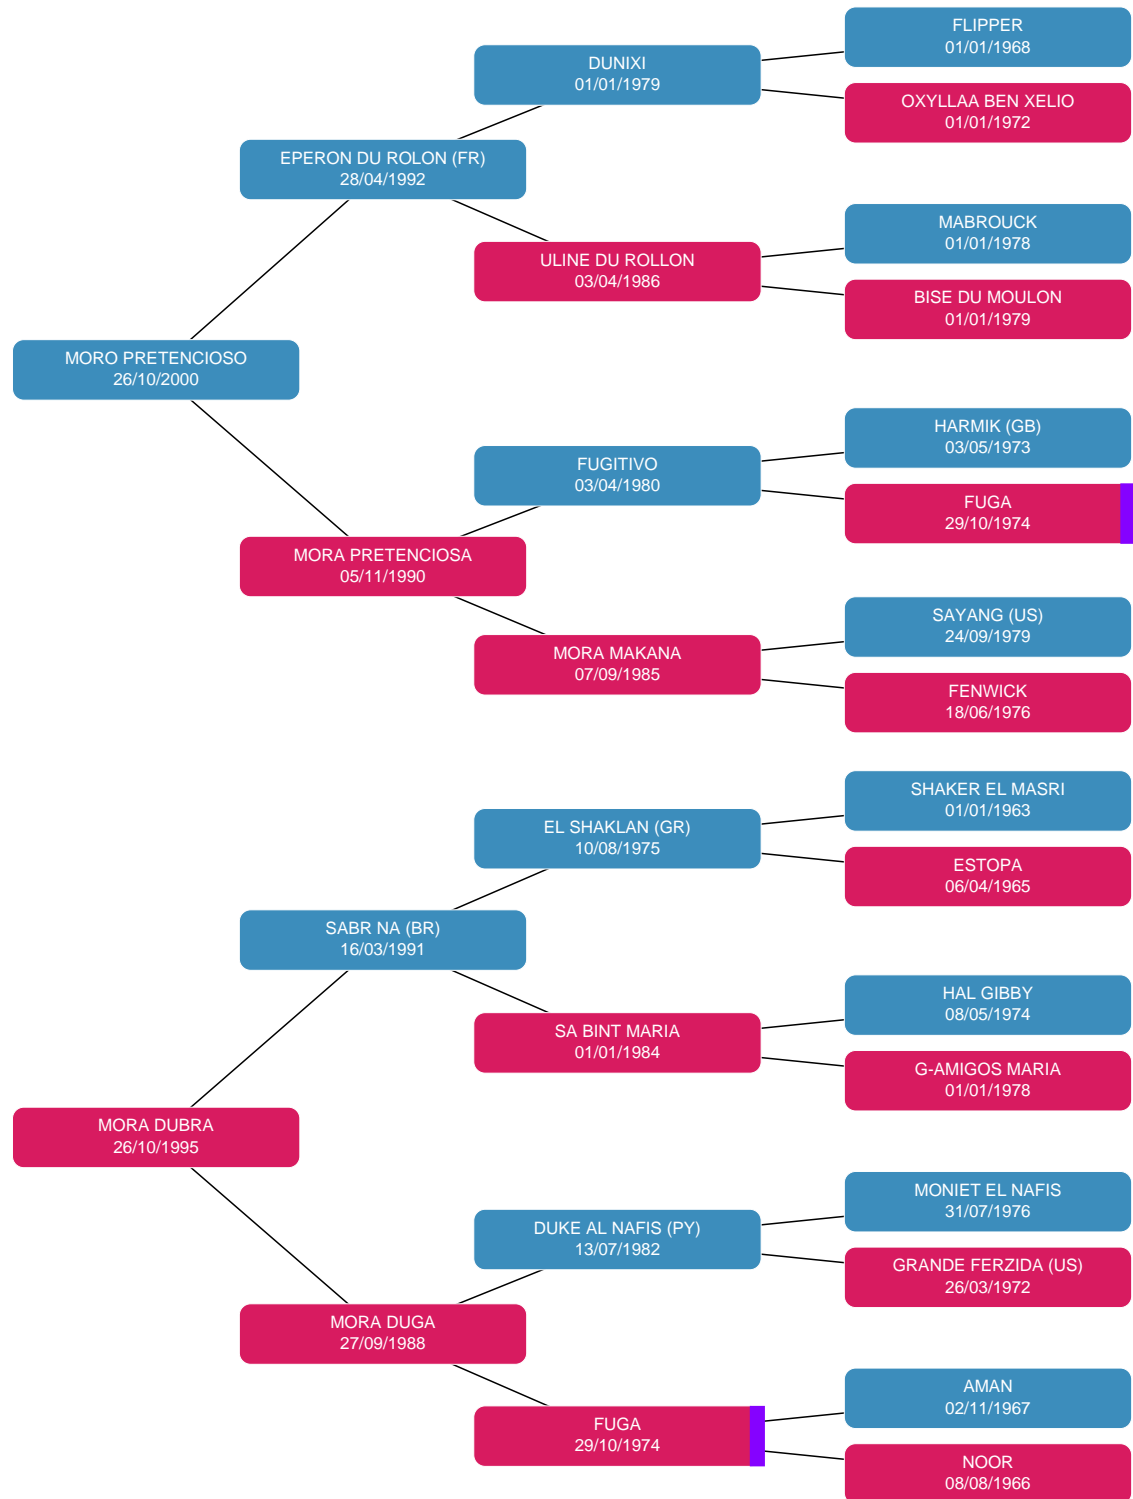 FLIPPER
01/01/1968
DUNIXI
01/01/1979
OXYLLAA BEN XELIO
01/01/1972
EPERON DU ROLON (FR)
28/04/1992
MABROUCK
01/01/1978
ULINE DU ROLLON
03/04/1986
BISE DU MOULON
01/01/1979
MORO PRETENCIOSO
26/10/2000
HARMIK (GB)
03/05/1973
FUGITIVO
03/04/1980
FUGA
29/10/1974
MORA PRETENCIOSA
05/11/1990
SAYANG (US)
24/09/1979
MORA MAKANA
07/09/1985
FENWICK
18/06/1976
SHAKER EL MASRI
01/01/1963
EL SHAKLAN (GR)
10/08/1975
ESTOPA
06/04/1965
SABR NA (BR)
16/03/1991
HAL GIBBY
08/05/1974
SA BINT MARIA
01/01/1984
G-AMIGOS MARIA
01/01/1978
MORA DUBRA
26/10/1995
MONIET EL NAFIS
31/07/1976
DUKE AL NAFIS (PY)
13/07/1982
GRANDE FERZIDA (US)
26/03/1972
MORA DUGA
27/09/1988
AMAN
02/11/1967
FUGA
29/10/1974
NOOR
08/08/1966